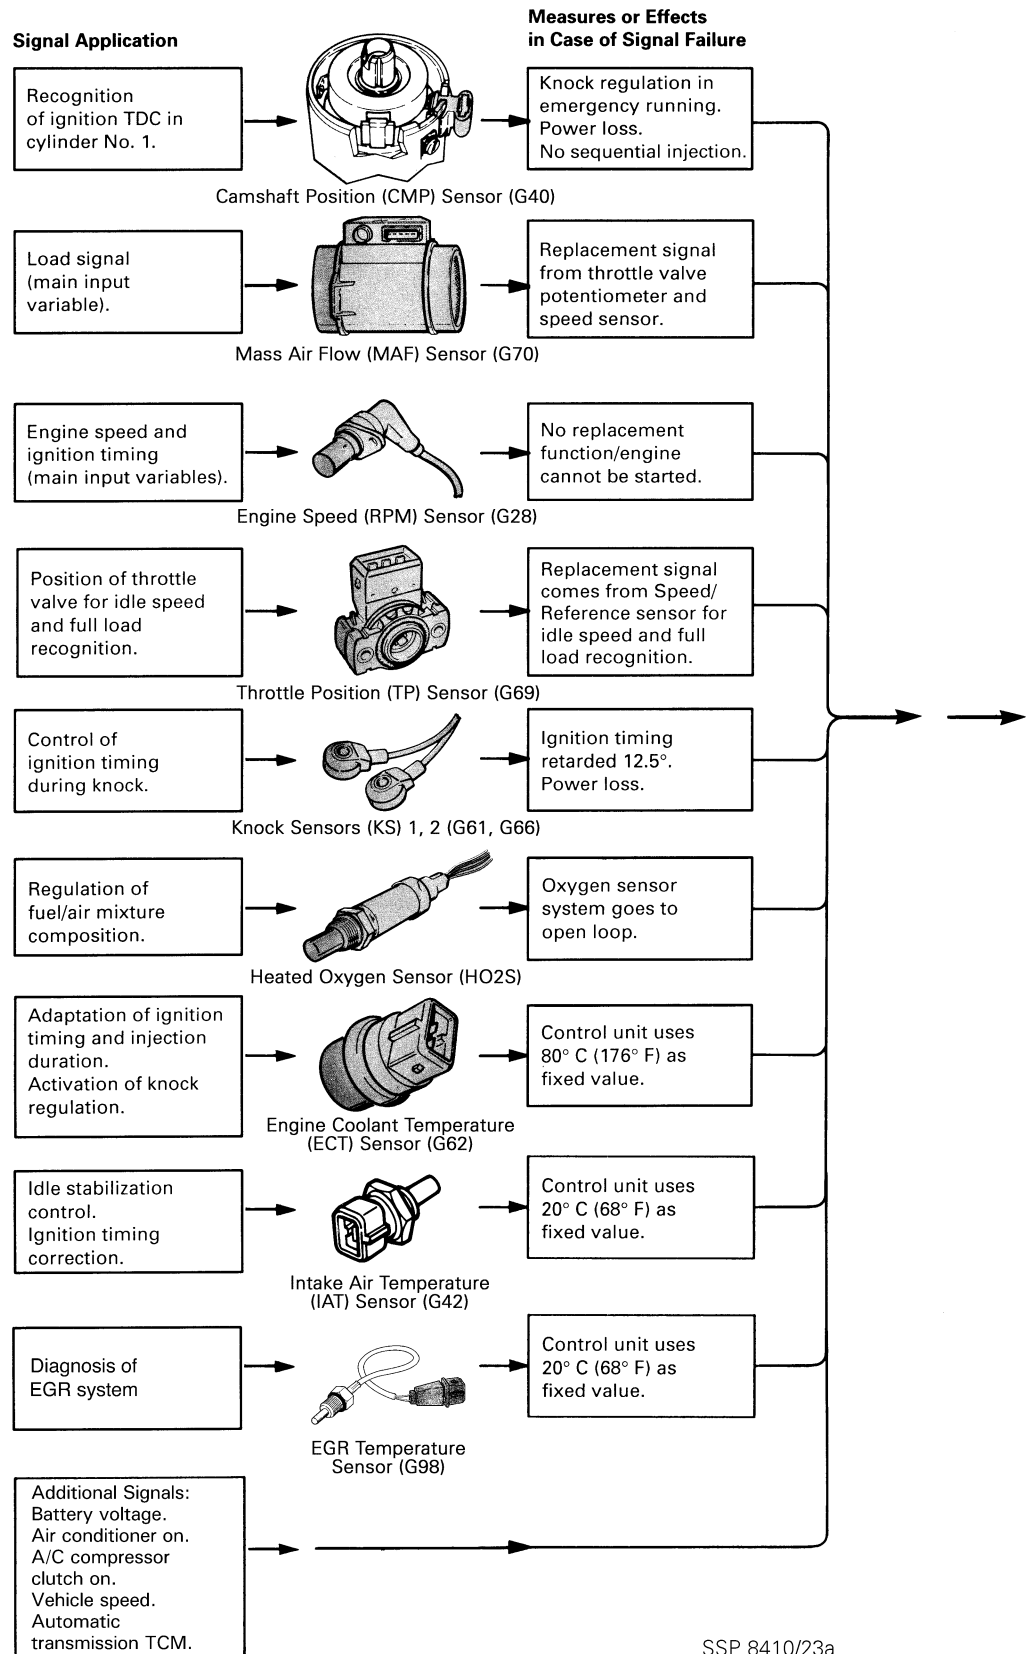 Signal Application
Measures or Effects
in Case of Signal Failure
Recognition
of ignition TDC in
cylinder No. 1.
Knock regulation in
emergency running.
Power loss.
No sequential injection.
Camshaft Position (CMP) Sensor (G40)
Load signal
(main input
variable).
Replacement signal
from throttle valve
potentiometer and
speed sensor.
Mass Air Flow (MAF) Sensor (G70)
Engine speed and
ignition timing
(main input variables).
No replacement
function/engine
cannot be started.
Engine Speed (RPM) Sensor (G28)
Position of throttle
valve for idle speed
and full load
recognition.
Replacement signal
comes from Speed/
Reference sensor for
idle speed and full
load recognition.
Throttle Position (TP) Sensor (G69)
Control of
ignition timing
during knock.
Ignition timing
retarded 12.5°.
Power loss.
Knock Sensors (KS) 1, 2 (G61, G66)
Regulation of
fuel/air mixture
composition.
Oxygen sensor
system goes to
open loop.
Heated Oxygen Sensor (HO2S)
Adaptation of ignition
timing and injection
duration.
Activation of knock
regulation.
Control unit uses
80° C (176° F) as
fixed value.
Engine Coolant Temperature
(ECT) Sensor (G62)
Idle stabilization
control.
Ignition timing
correction.
Control unit uses
20° C (68° F) as
fixed value.
Intake Air Temperature
(IAT) Sensor (G42)
Diagnosis of
EGR system
Control unit uses
20° C (68° F) as
fixed value.
EGR Temperature
Sensor (G98)
Additional Signals:
Battery voltage.
Air conditioner on.
A/C compressor
clutch on.
Vehicle speed.
Automatic
transmission TCM.
SSP 8410/23a